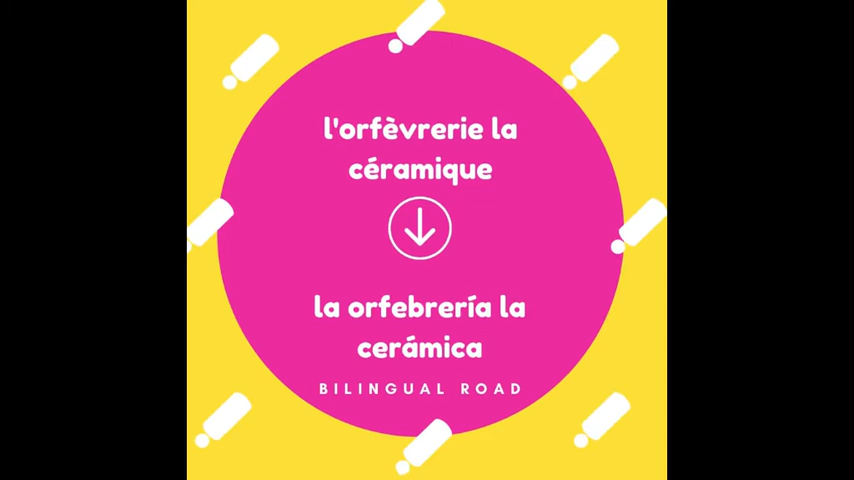 l'orfèvrerie la
céramique
la orfebrería la
cerámica
BILINGUAL ROAD